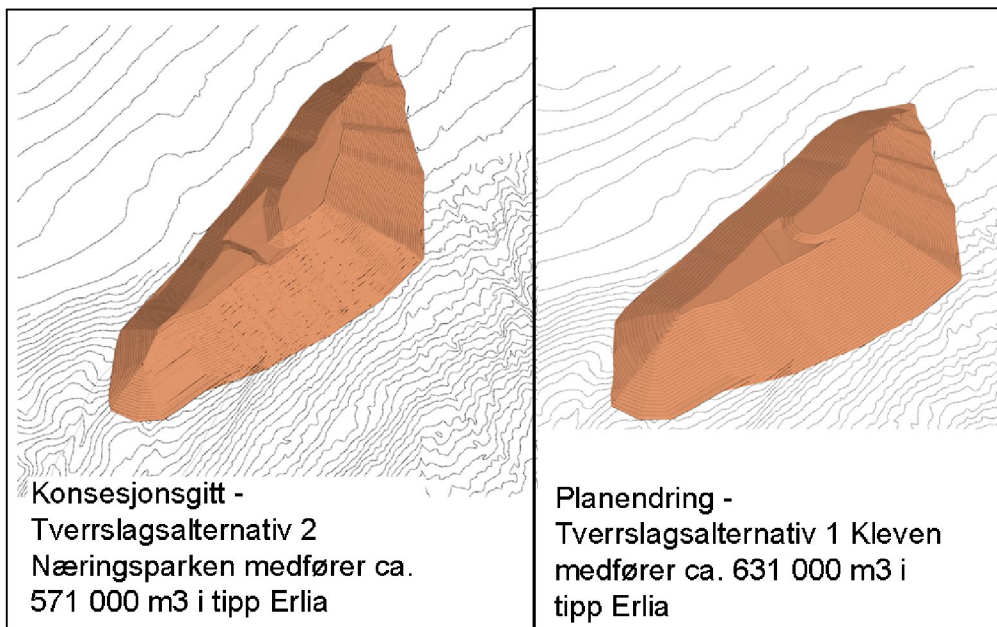 Konsesjonsgitt -
Tverrslagsalternativ 2
Næringsparken medfører ca.
571 000 m3 i tipp Erlia
Planendring -
Tverrslagsalternativ 1 Kleven
medfører ca. 631 000 m3 i
tipp Erlia